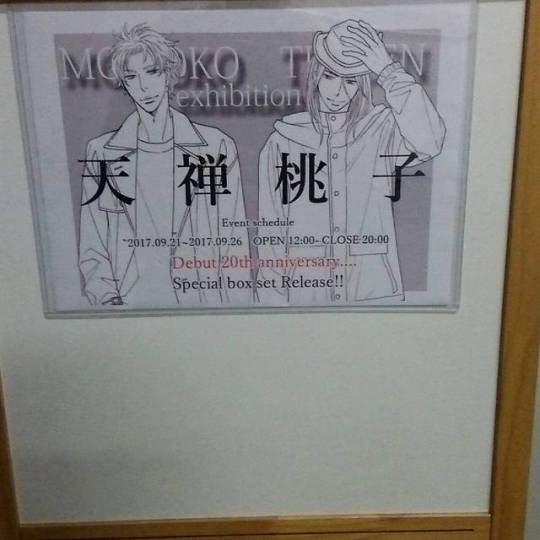 exhibition
天禅桃子
Event schedule
2017.09.21~2017.09.26 OPEN 12:00- CLOSE 20:00
Debut 20th anniversary....
Special box set Release!!